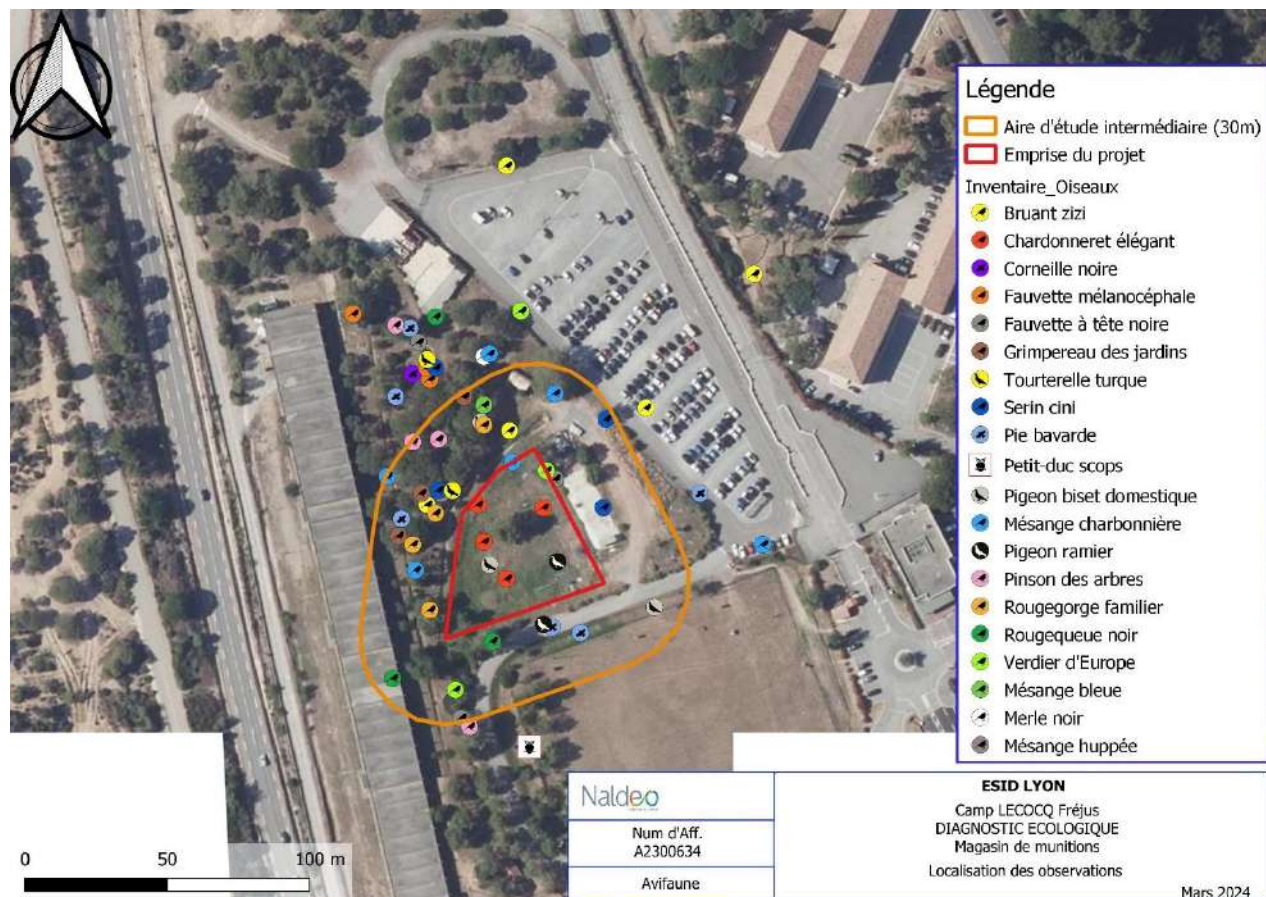 Légende
Aire d'étude intermédiaire (30m)
Emprise du projet
Inventaire_Oiseaux
Bruant zizi
Chardonneret élégant
Corneille noire
Fauvette mélanocéphale
Fauvette à tête noire
Grimpereau des jardins
Tourterelle turque
Serin cini
Pie bavarde
Petit-duc scops
Pigeon biset domestique
Mésange charbonnière
Pigeon ramier
Pinson des arbres
Rougegorge familier
Rougequeue noir
Verdier d'Europe
Mésange bleue
Merle noir
Mésange huppée
0 50 100 m
Naldeo
Num d'Aff.
A2300634
Avifaune
ESID LYON
Camp LECOCQ Fréjus
DIAGNOSTIC ECOLOGIQUE
Magasin de munitions
Localisation des observations
Mars 2024